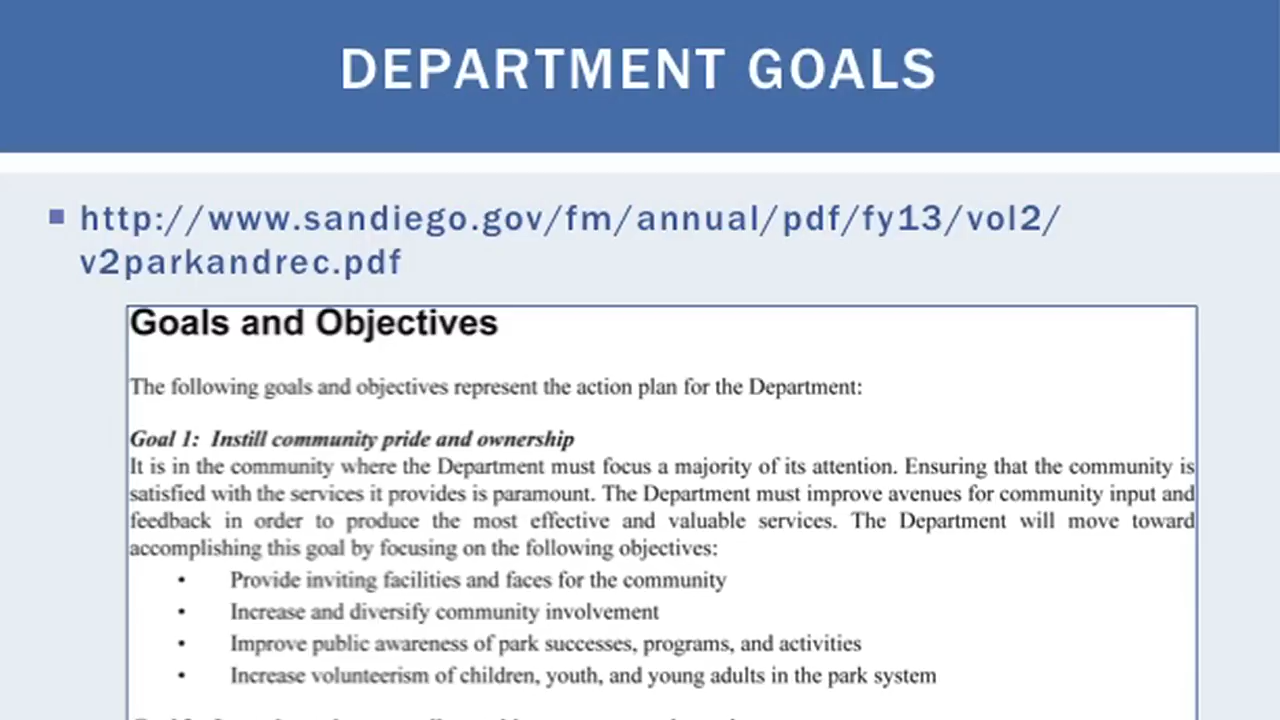 DEPARTMENT GOALS
http://www.sandiego.gov/fm/annual/pdf/fy13/vol2/
v2parkandrec.pdf
Goals and Objectives
The following goals and objectives represent the action plan for the Department:
Goal 1: Instill community pride and ownership
It is in the community where the Department must focus a majority of its attention. Ensuring that the community is
satisfied with the services it provides is paramount. The Department must improve avenues for community input and
feedback in order to produce the most effective and valuable services. The Department will move toward
accomplishing this goal by focusing on the following objectives:
• Provide inviting facilities and faces for the community
• Increase and diversify community involvement
• Improve public awareness of park successes, programs, and activities
• Increase volunteerism of children, youth, and young adults in the park system